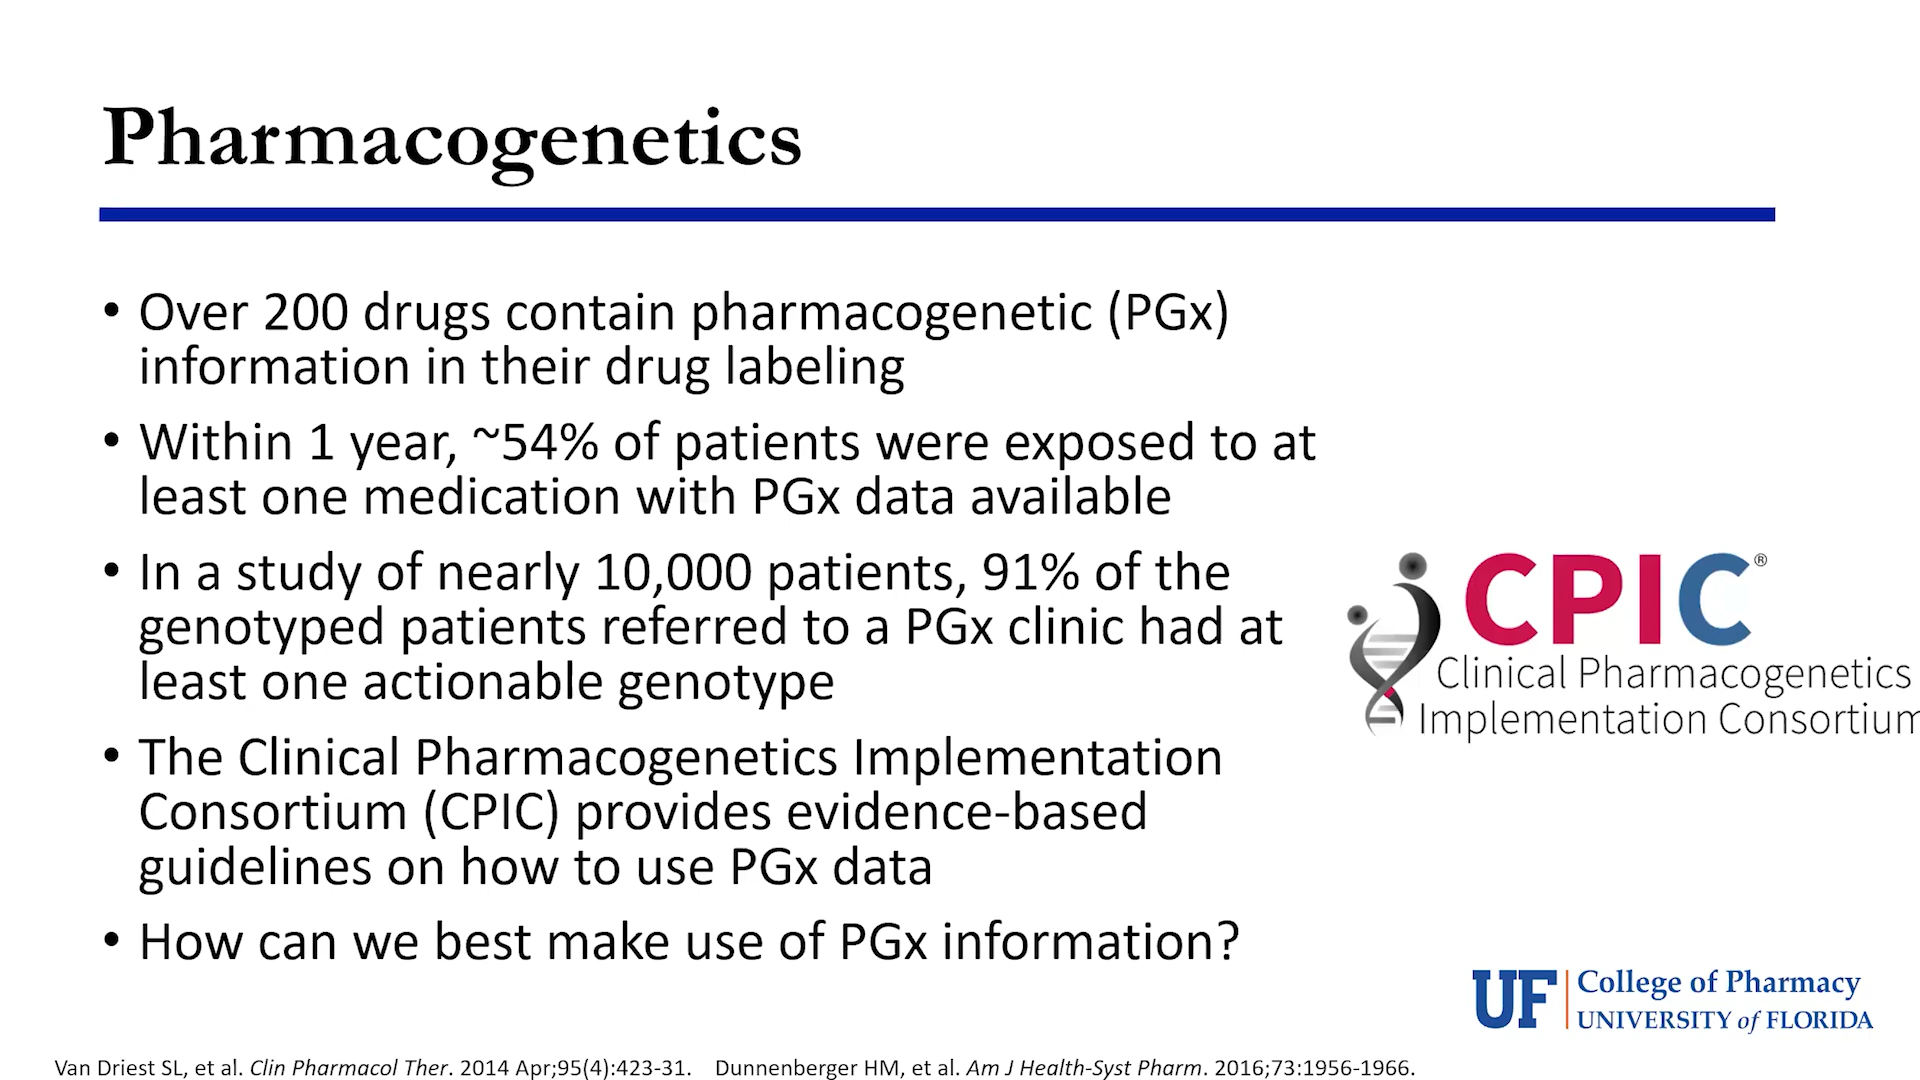 Pharmacogenetics
• Over 200 drugs contain pharmacogenetic (PGx)
information in their drug labeling
• Within 1 year, ~54% of patients were exposed to at
least one medication with PGx data available
• In a study of nearly 10,000 patients, 91% of the
genotyped patients referred to a PGx clinic had at
least one actionable genotype
• The Clinical Pharmacogenetics Implementation
Consortium (CPIC) provides evidence-based
guidelines on how to use PGx data
• How can we best make use of PGx information?
CPIC®
Clinical Pharmacogenetics
Implementation Consortium
UF College of Pharmacy
UNIVERSITY of FLORIDA
Van Driest SL, et al. Clin Pharmacol Ther. 2014 Apr;95(4):423-31. Dunnenberger HM, et al. Am J Health-Syst Pharm. 2016;73:1956-1966.